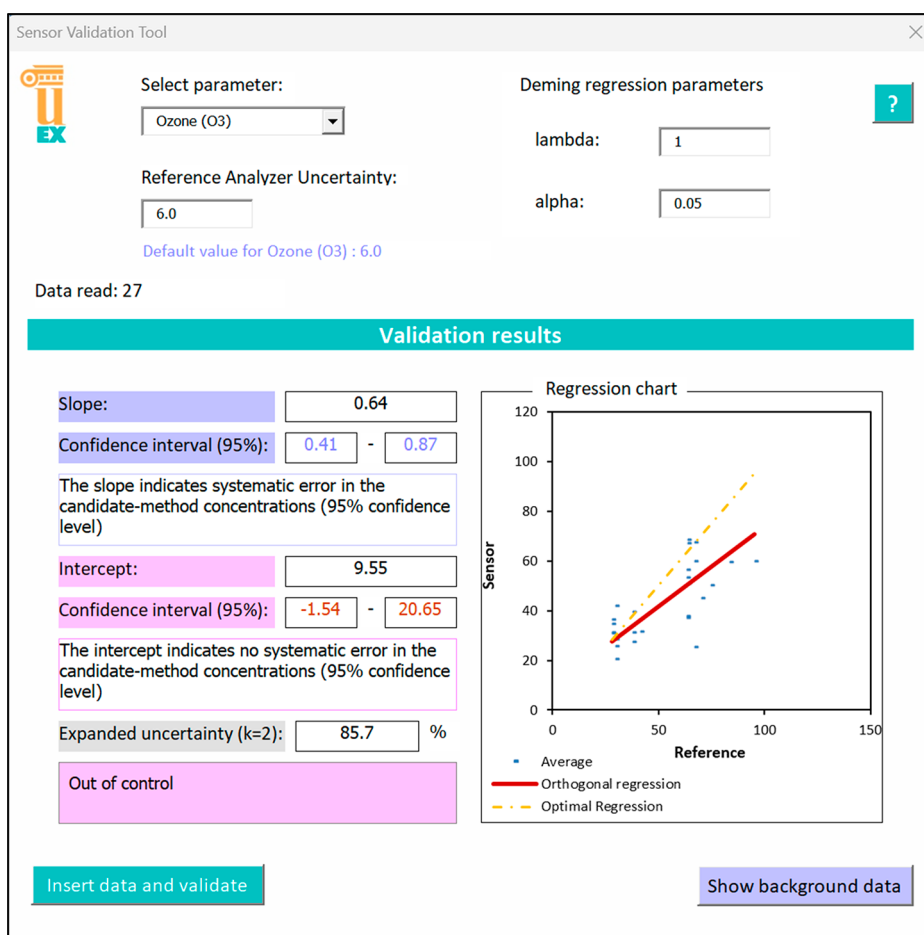 Sensor Validation Tool
u
EX
Select parameter:
Ozone (O3)
Reference Analyzer Uncertainty:
6.0
Default value for Ozone (O3) : 6.0
Deming regression parameters
lambda:
1
alpha:
0.05
?
Data read: 27
Validation results
Slope:
0.64
Confidence interval (95%):
0.41 - 0.87
The slope indicates systematic error in the
candidate-method concentrations (95% confidence
level)
Intercept:
9.55
Confidence interval (95%):
-1.54 - 20.65
The intercept indicates no systematic error in the
candidate-method concentrations (95% confidence
level)
Expanded uncertainty (k=2):
85.7 %
Out of control
Regression chart
120
100
80
60
40
20
0
Sensor
0 50 100 150
Reference
Average
Orthogonal regression
Optimal Regression
Insert data and validate
Show background data